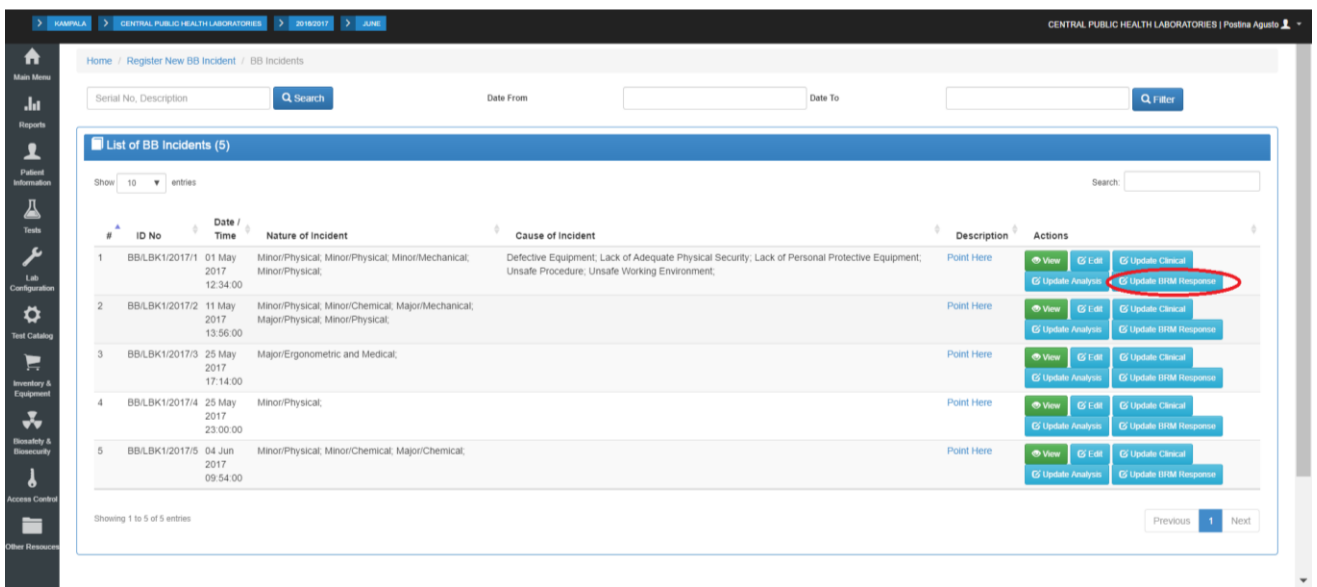 KAMPALA CENTRAL PUBLIC HEALTH LABORATORIES 2016/2017 JUNE CENTRAL PUBLIC HEALTH LABORATORIES | Postina Agusto
Main Menu
Reports
Patient
Information
Tests
Lab
Configuration
Test Catalog
Inventory &
Equipment
Biosafety &
Biosecurity
Access Control
Other Resouces
Home / Register New BB Incident / BB Incidents
Serial No, Description Search Date From Date To Filter
List of BB Incidents (5)
Show 10 entries Search:
# ID No Date / Time Nature of Incident Cause of Incident Description Actions
1 BB/LBK1/2017/1 01 May Minor/Physical; Minor/Physical; Minor/Mechanical; Defective Equipment; Lack of Adequate Physical Security; Lack of Personal Protective Equipment; Point Here View Edit Update Clinical
2017 Minor/Physical; Unsafe Procedure; Unsafe Working Environment;
12:34:00 Update Analysis Update BRM Response
2 BB/LBK1/2017/2 11 May Minor/Physical; Minor/Chemical; Major/Mechanical; Point Here View Edit Update Clinical
2017 Major/Physical; Minor/Physical;
13:56:00 Update Analysis Update BRM Response
3 BB/LBK1/2017/3 25 May Major/Ergonometric and Medical; Point Here View Edit Update Clinical
2017
17:14:00 Update Analysis Update BRM Response
4 BB/LBK1/2017/4 25 May Minor/Physical; Point Here View Edit Update Clinical
2017
23:00:00 Update Analysis Update BRM Response
5 BB/LBK1/2017/5 04 Jun Minor/Physical; Minor/Chemical; Major/Chemical; Point Here View Edit Update Clinical
2017
09:54:00 Update Analysis Update BRM Response
Showing 1 to 5 of 5 entries Previous 1 Next